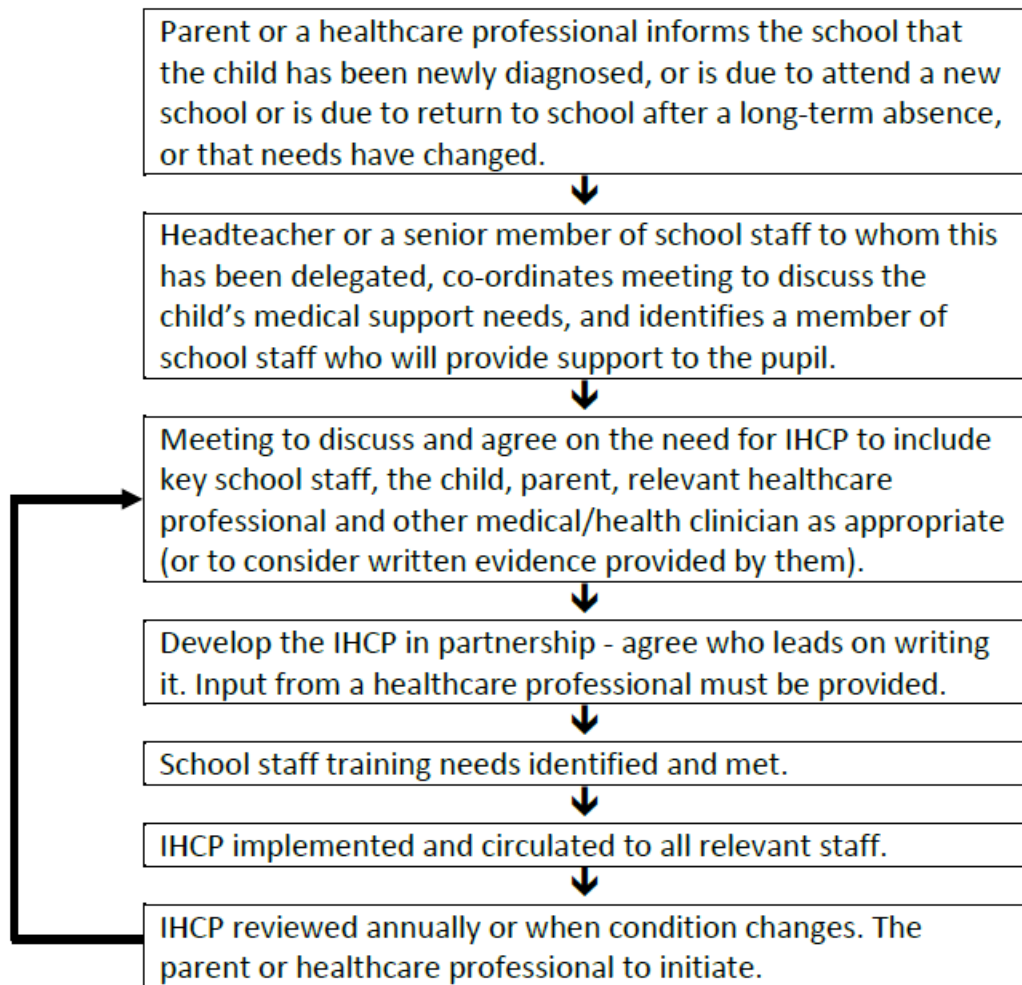 Parent or a healthcare professional informs the school that
the child has been newly diagnosed, or is due to attend a new
school or is due to return to school after a long-term absence,
or that needs have changed.
Headteacher or a senior member of school staff to whom this
has been delegated, co-ordinates meeting to discuss the
child's medical support needs, and identifies a member of
school staff who will provide support to the pupil.
Meeting to discuss and agree on the need for IHCP to include
key school staff, the child, parent, relevant healthcare
professional and other medical/health clinician as appropriate
(or to consider written evidence provided by them).
Develop the IHCP in partnership - agree who leads on writing
it. Input from a healthcare professional must be provided.
School staff training needs identified and met.
IHCP implemented and circulated to all relevant staff.
IHCP reviewed annually or when condition changes. The
parent or healthcare professional to initiate.